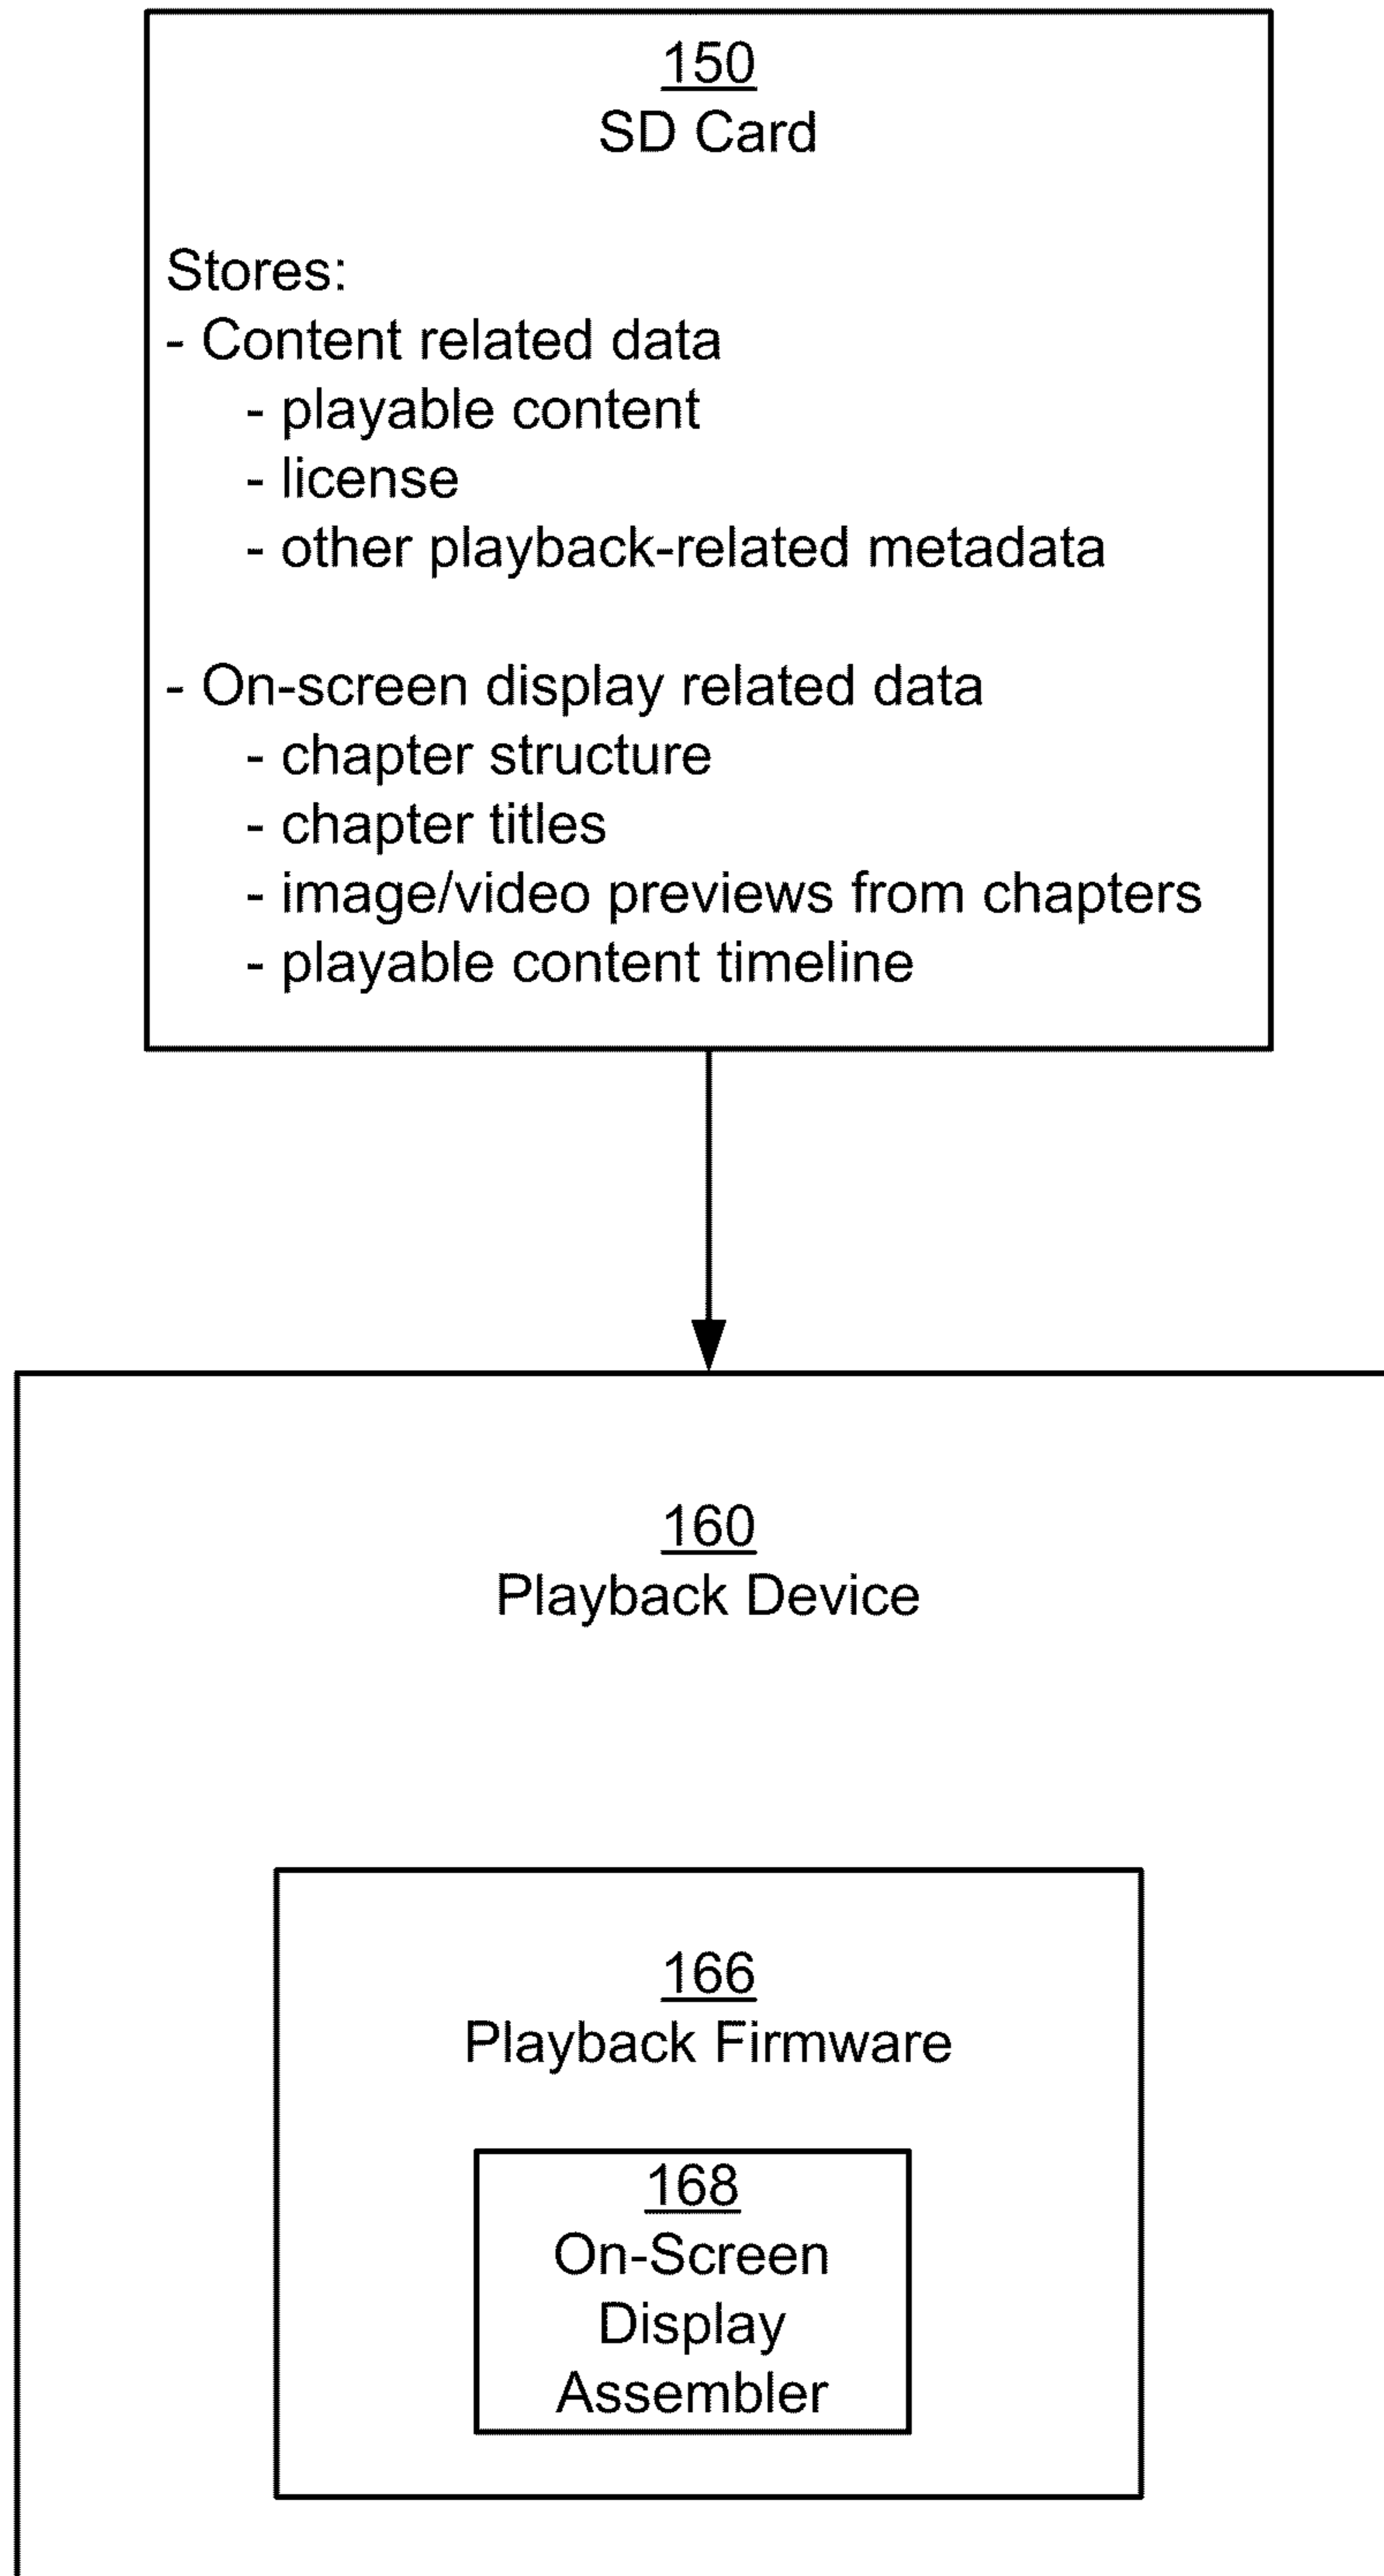 150
SD Card
Stores:
- Content related data
- playable content
- license
- other playback-related metadata
- On-screen display related data
- chapter structure
- chapter titles
- image/video previews from chapters
- playable content timeline
160
Playback Device
166
Playback Firmware
168
On-Screen
Display
Assembler